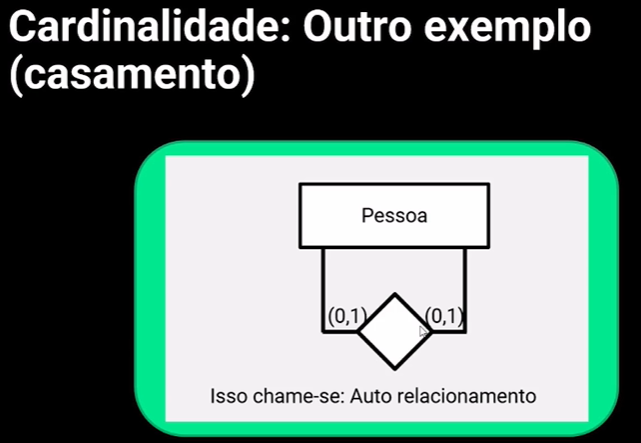 Cardinalidade: Outro exemplo
(casamento)
Pessoa
(0,1) (0,1)
Isso chame-se: Auto relacionamento